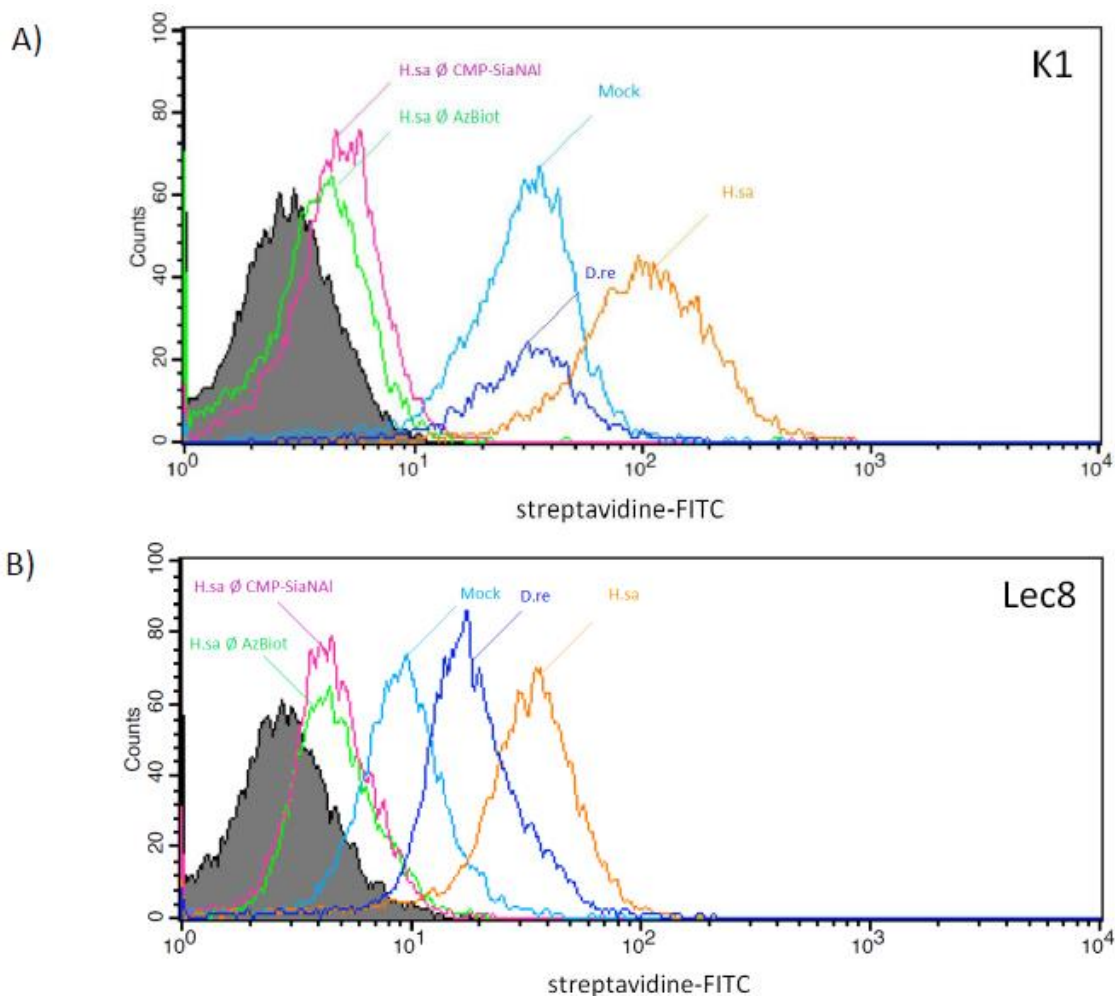 A)
100
80
60
40
20
0
Counts
K1
H.sa Ø CMP-SiaNAl
H.sa Ø AzBiot
Mock
D.re
H.sa
10^0 10^1 10^2 10^3 10^4
streptavidine-FITC
B)
100
80
60
40
20
0
Counts
Lec8
H.sa Ø CMP-SiaNAl
H.sa Ø AzBiot
Mock
D.re
H.sa
10^0 10^1 10^2 10^3 10^4
streptavidine-FITC